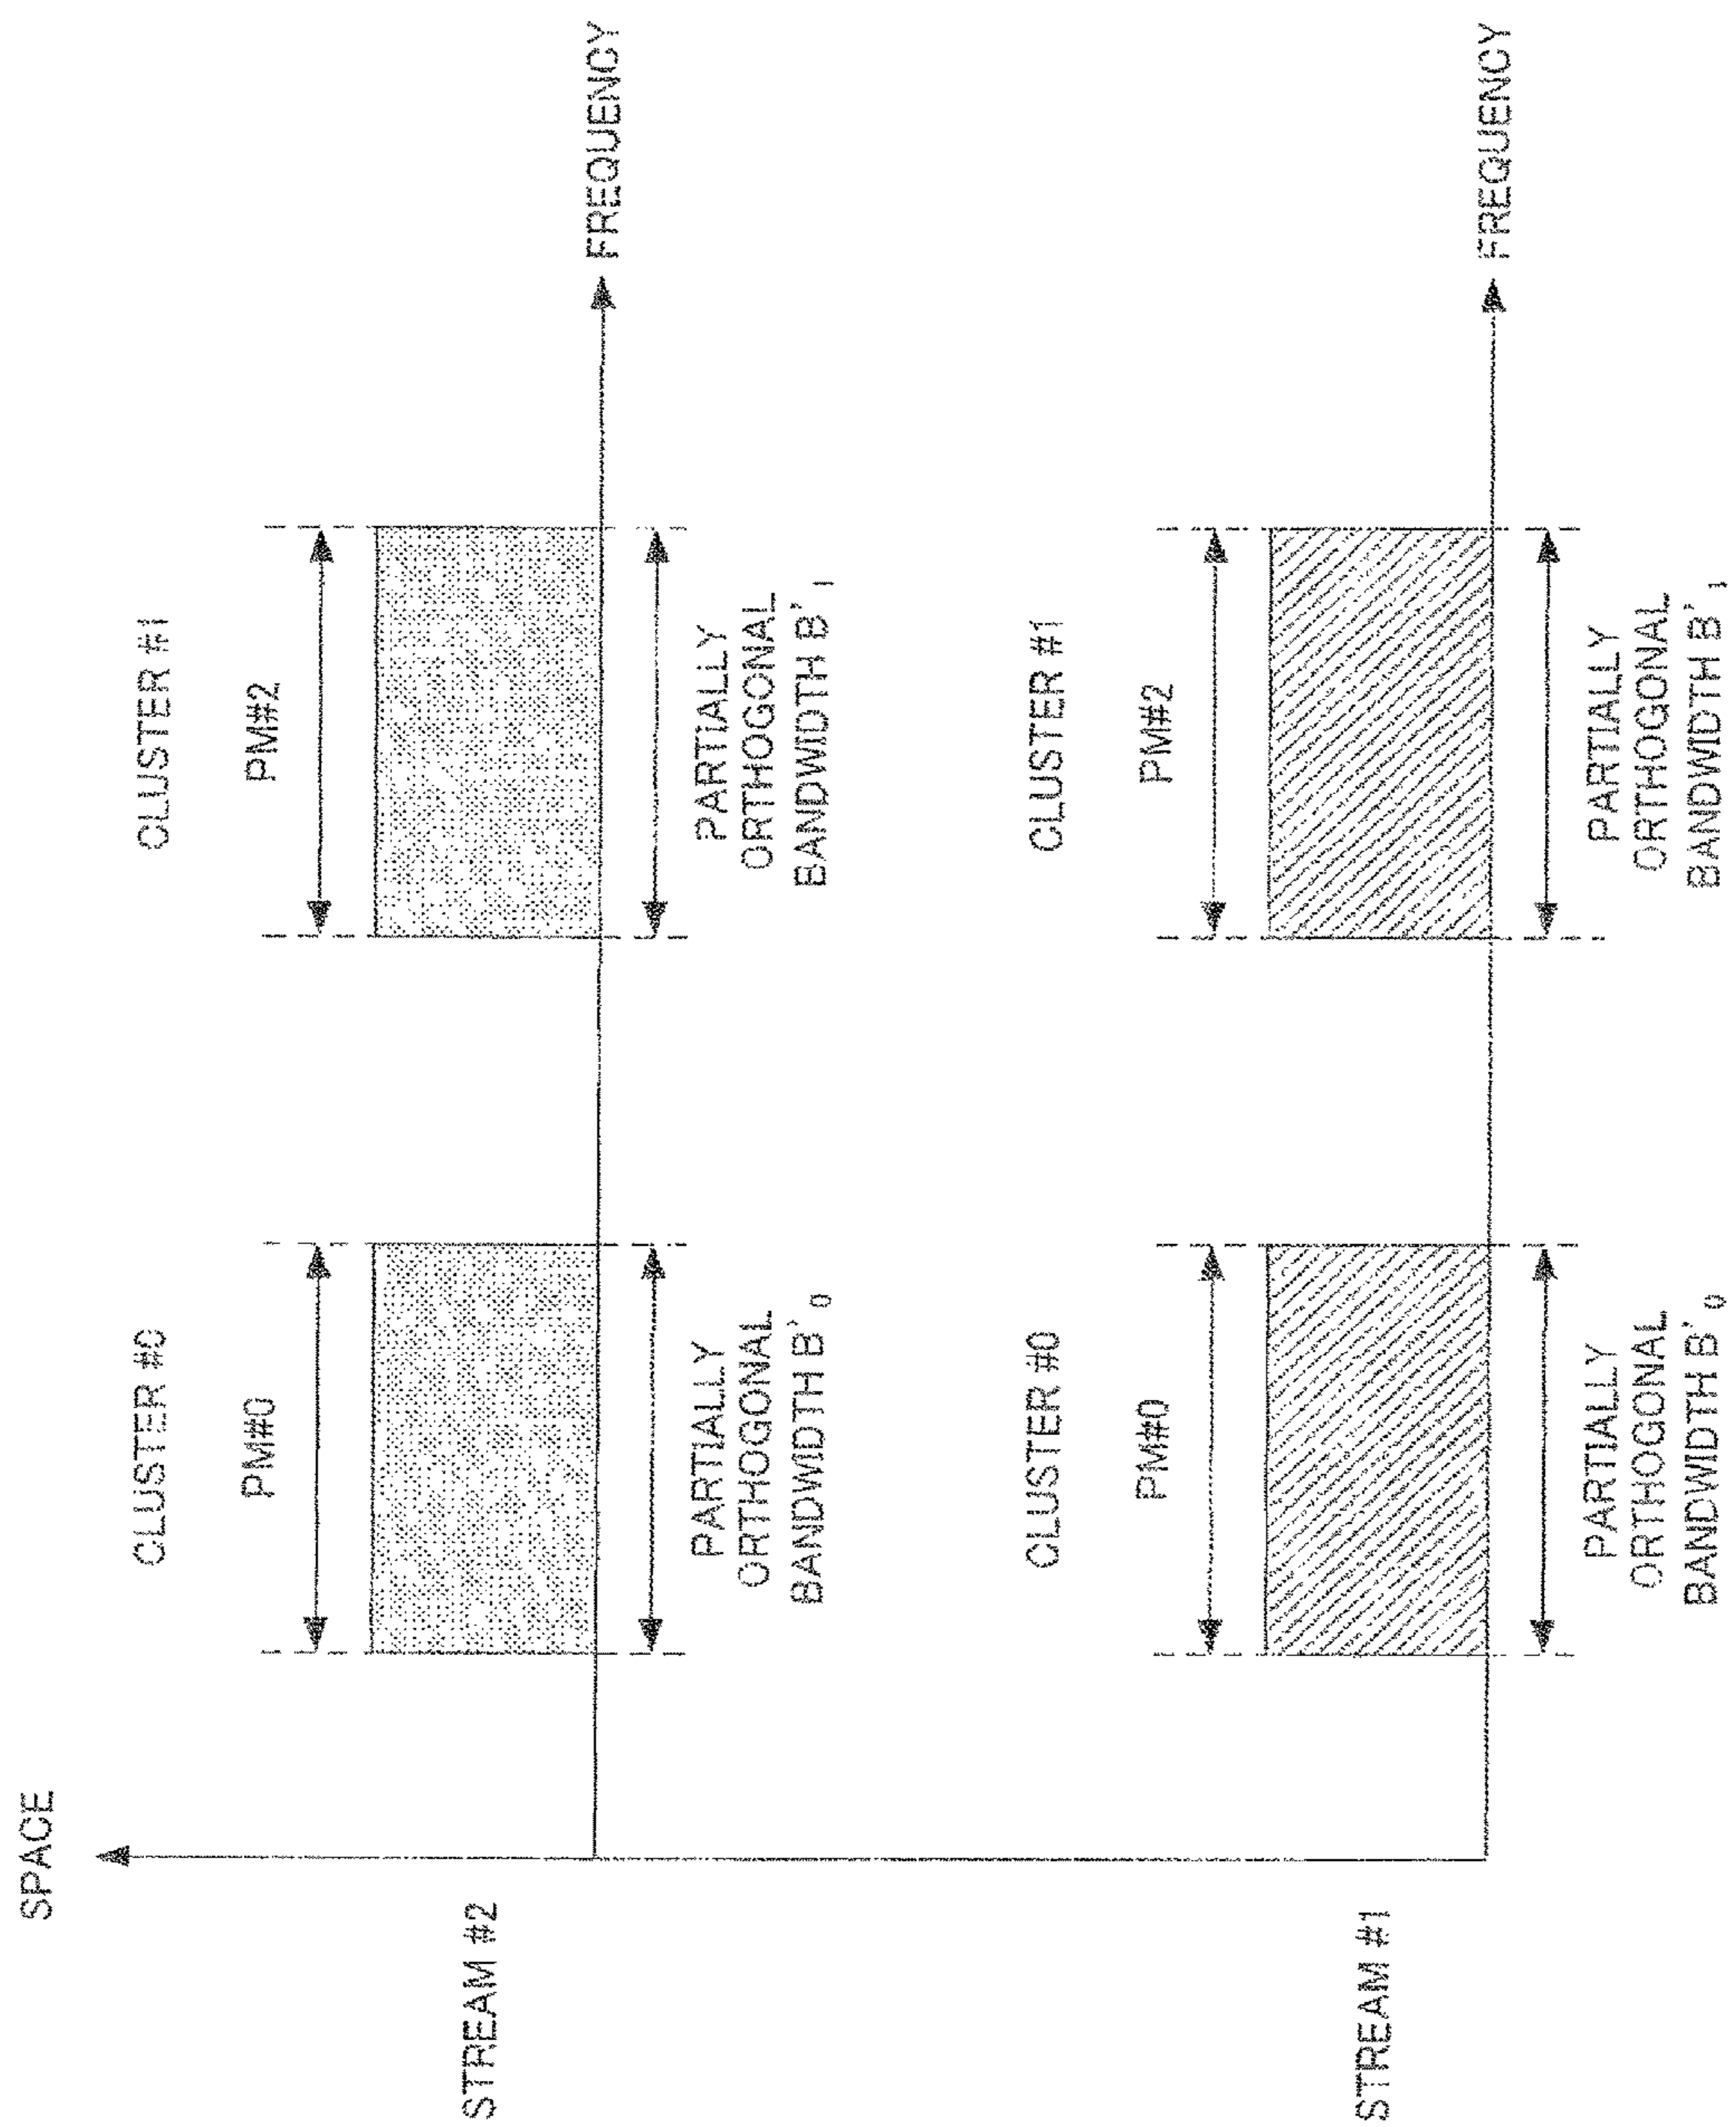 SPACE
STREAM #2
CLUSTER #0
CLUSTER #1
PM#0
PM#2
FREQUENCY
PARTIALLY
ORTHOGONAL
BANDWIDTH B'0
PARTIALLY
ORTHOGONAL
BANDWIDTH B'1
STREAM #1
CLUSTER #0
CLUSTER #1
PM#0
PM#2
FREQUENCY
PARTIALLY
ORTHOGONAL
BANDWIDTH B'0
PARTIALLY
ORTHOGONAL
BANDWIDTH B'1